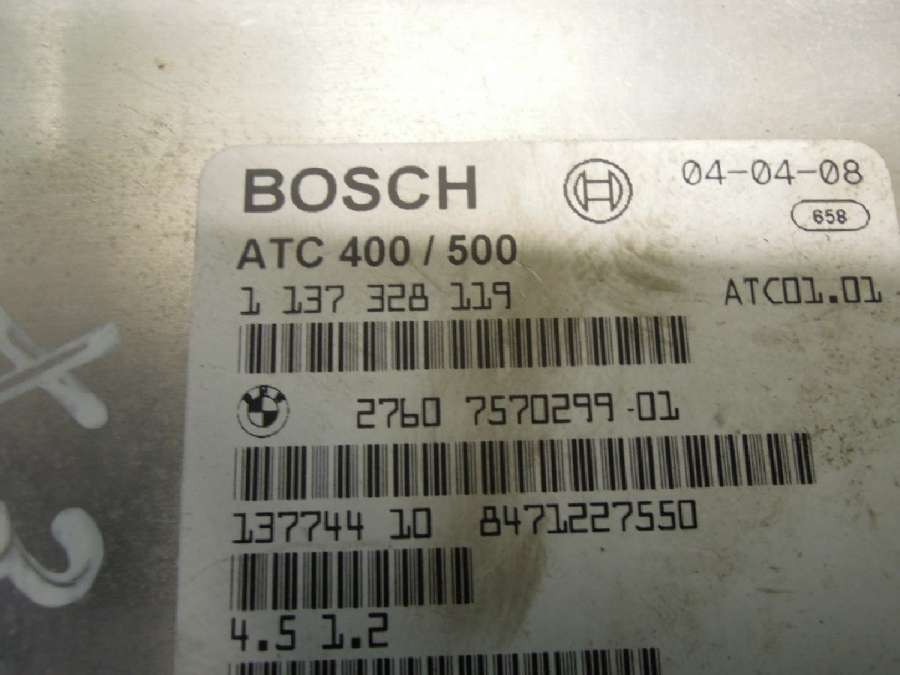 BOSCH
04-04-08
658
ATC 400 / 500
1 137 328 119
ATC01.01
2760 7570299-01
137744 10 8471227550
4.5 1.2
X
3